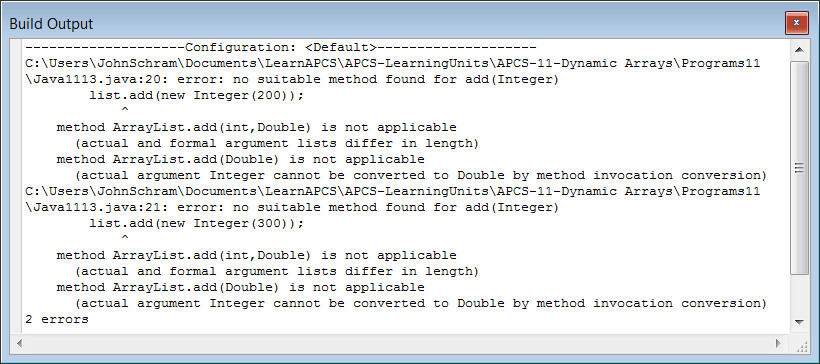 Build Output
--------------------Configuration: <Default>--------------------
C:\Users\JohnSchram\Documents\LearnAPCS\APCS-LearningUnits\APCS-11-Dynamic Arrays\Programs11
\Java1113.java:20: error: no suitable method found for add(Integer)
list.add(new Integer(200));
^
method ArrayList.add(int,Double) is not applicable
(actual and formal argument lists differ in length)
method ArrayList.add(Double) is not applicable
(actual argument Integer cannot be converted to Double by method invocation conversion)
C:\Users\JohnSchram\Documents\LearnAPCS\APCS-LearningUnits\APCS-11-Dynamic Arrays\Programs11
\Java1113.java:21: error: no suitable method found for add(Integer)
list.add(new Integer(300));
^
method ArrayList.add(int,Double) is not applicable
(actual and formal argument lists differ in length)
method ArrayList.add(Double) is not applicable
(actual argument Integer cannot be converted to Double by method invocation conversion)
2 errors